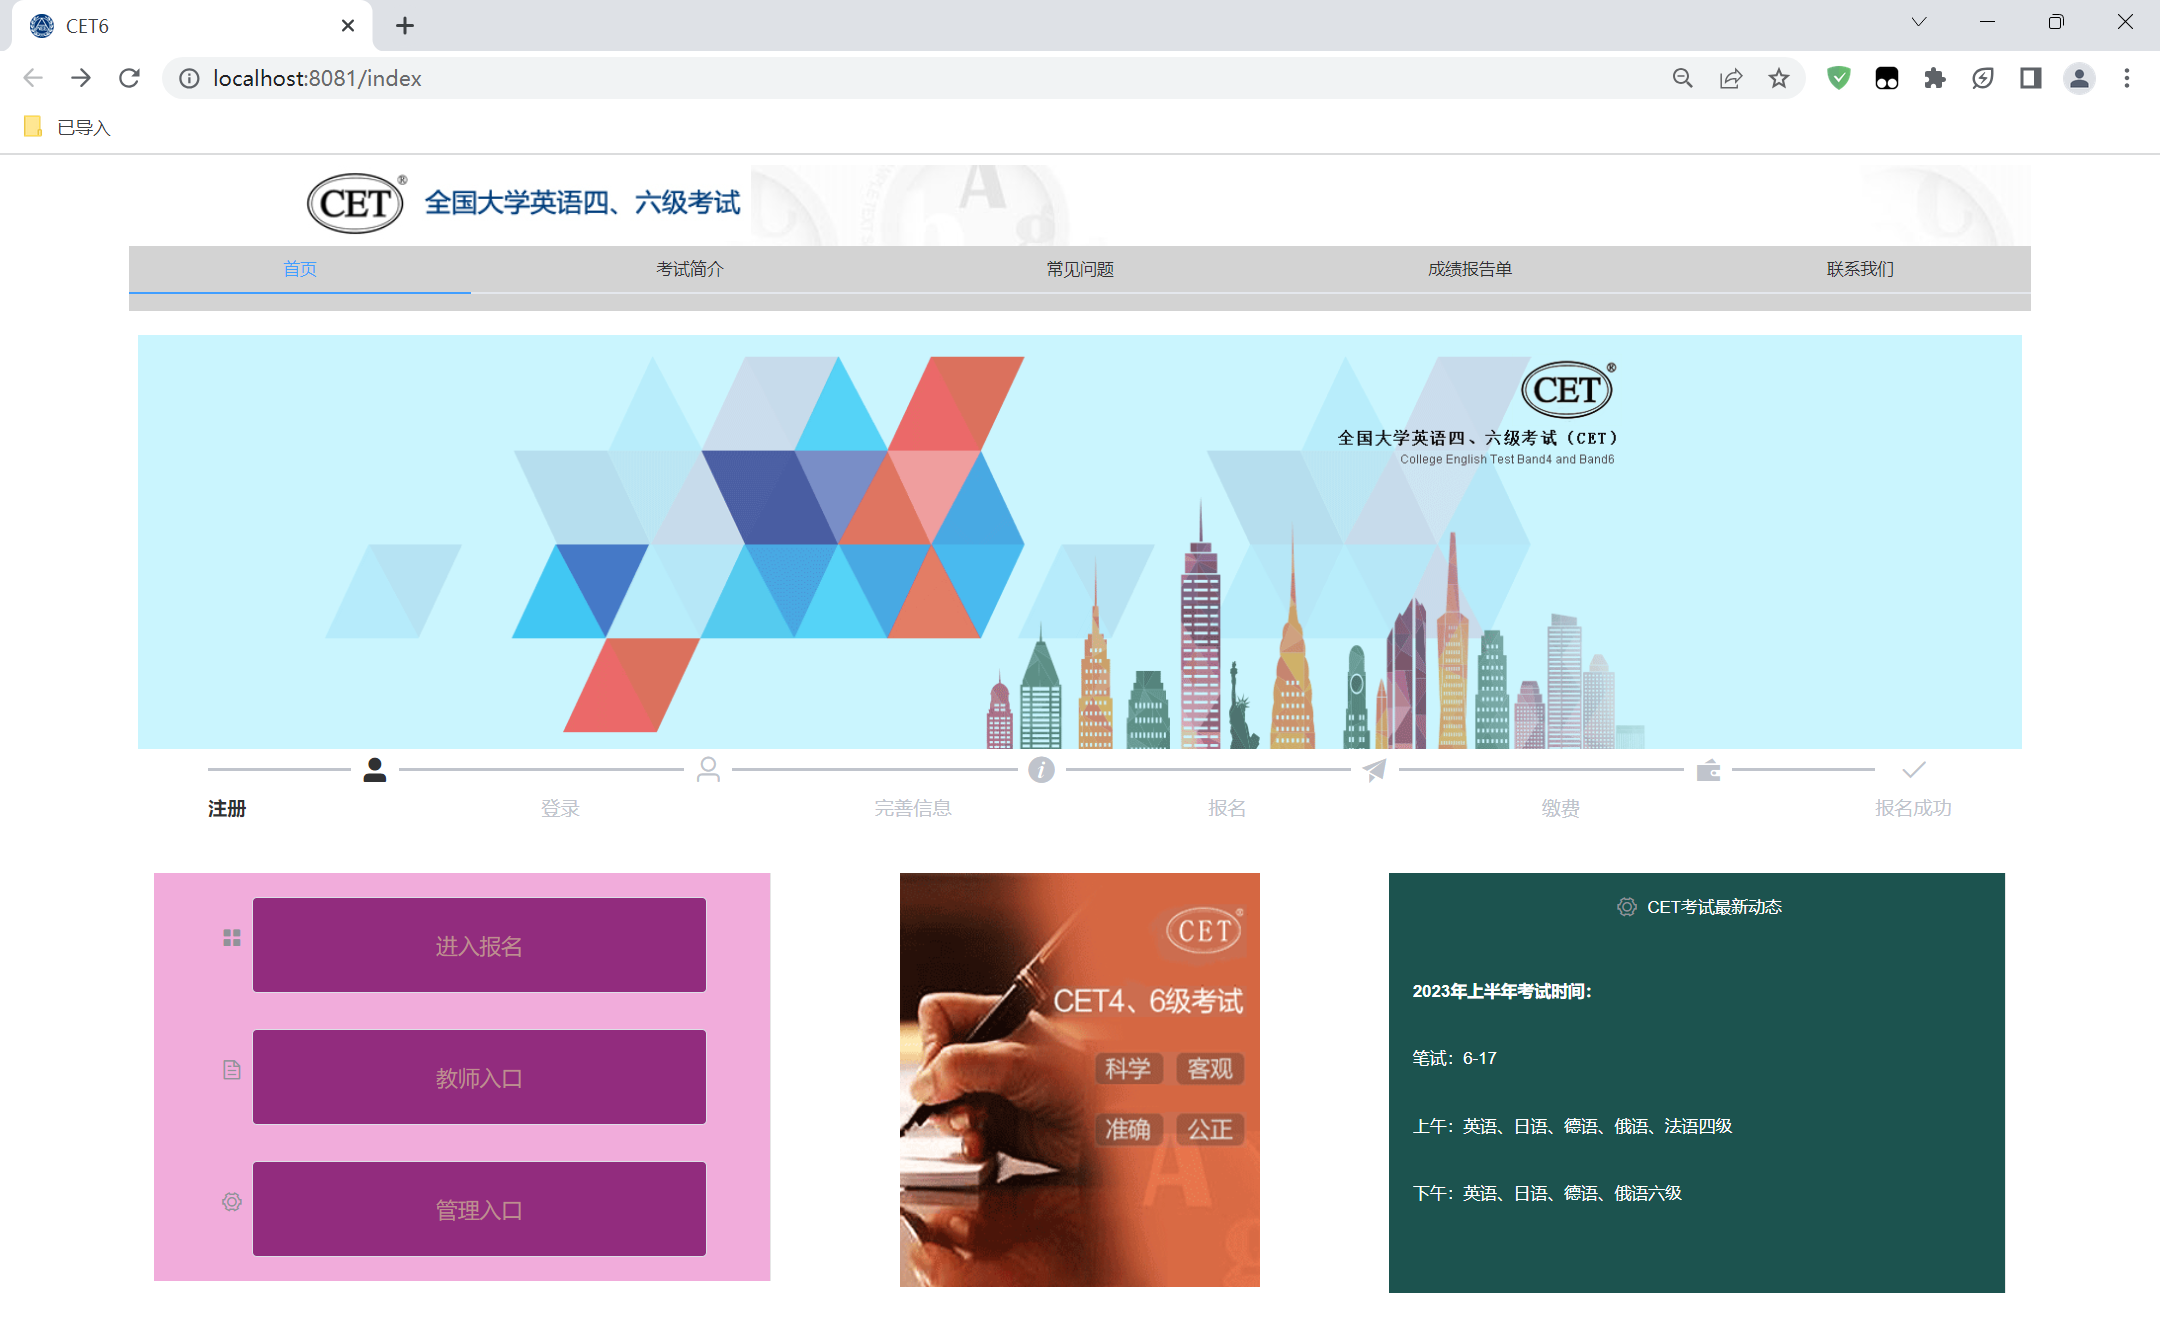 CET6
localhost:8081/index
已导入
CET® 全国大学英语四、六级考试
首页 考试简介 常见问题 成绩报告单 联系我们
CET®
全国大学英语四、六级考试（CET）
College English Test Band4 and Band6
注册 登录 完善信息 报名 缴费 报名成功
进入报名
教师入口
管理入口
CET®
CET4、6级考试
科学 客观
准确 公正
CET考试最新动态
2023年上半年考试时间：
笔试：6-17
上午：英语、日语、德语、俄语、法语四级
下午：英语、日语、德语、俄语六级